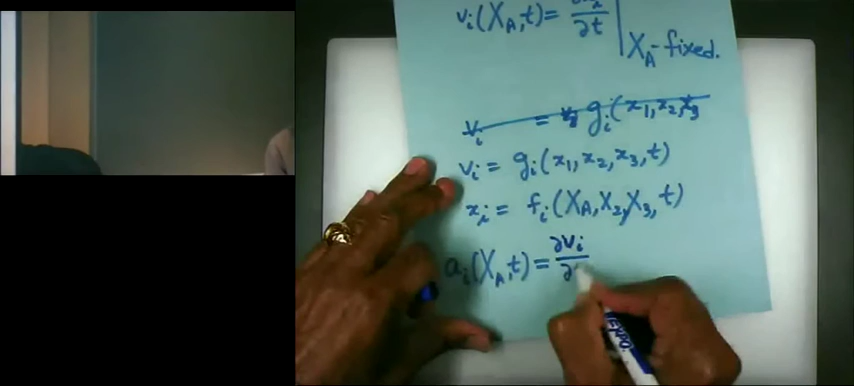 vᵢ(X_A,t) = ∂xᵢ/∂t | X_A-fixed.
vᵢ = gᵢ(x₁,x₂,x₃
vᵢ = gᵢ(x₁,x₂,x₃,t)
xᵢ = fᵢ(X_A,X₂,X₃,t)
aᵢ(X_A,t) = ∂vᵢ/∂
EXPO